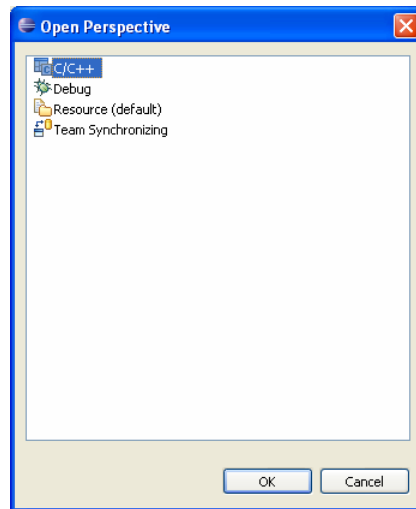 Open Perspective
C/C++
Debug
Resource (default)
Team Synchronizing
OK Cancel